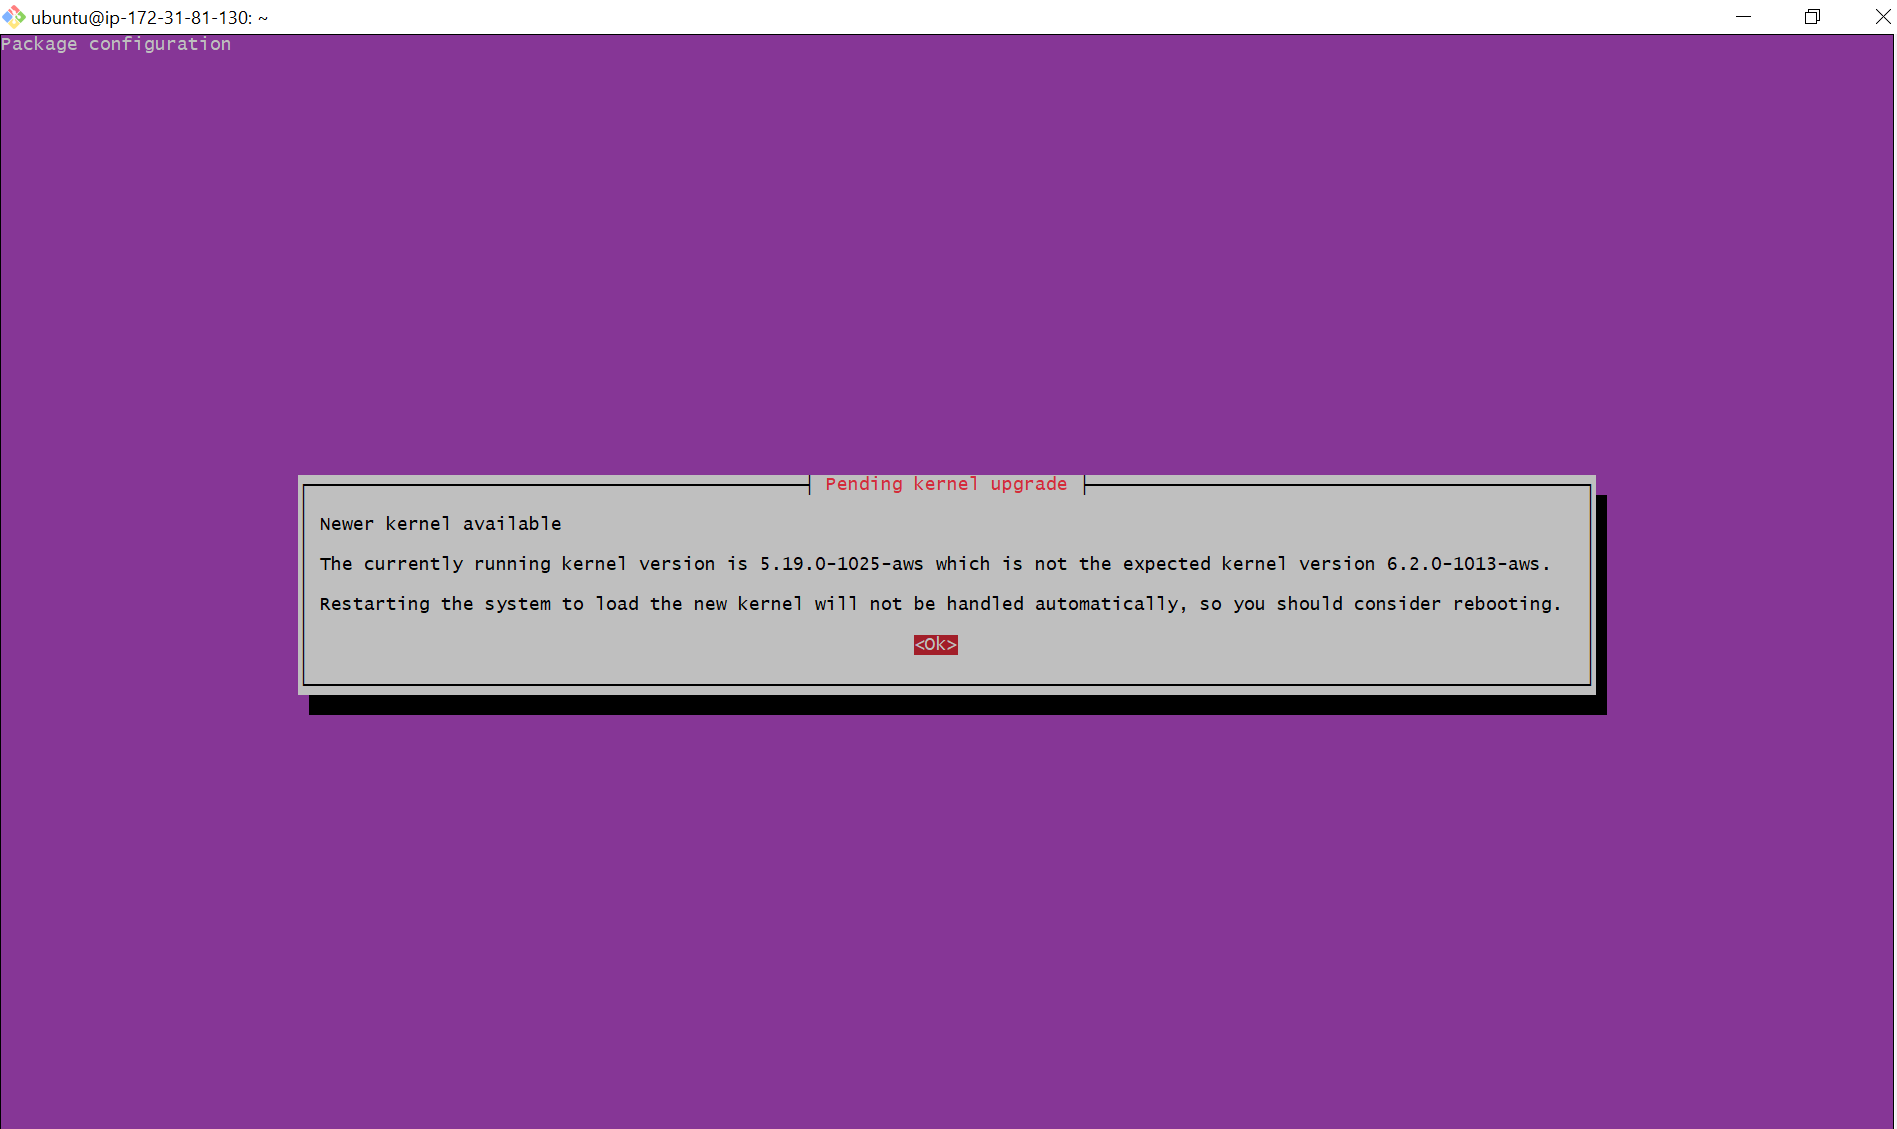 ubuntu@ip-172-31-81-130: ~
Package configuration
Pending kernel upgrade
Newer kernel available
The currently running kernel version is 5.19.0-1025-aws which is not the expected kernel version 6.2.0-1013-aws.
Restarting the system to load the new kernel will not be handled automatically, so you should consider rebooting.
<Ok>